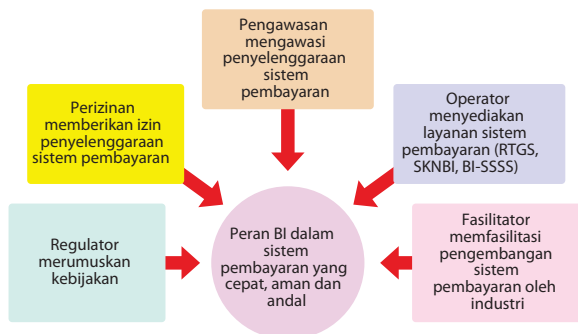 Pengawasan
mengawasi
penyelenggaraan
sistem
pembayaran
Perizinan
memberikan izin
penyelenggaraan
sistem pembayaran
Operator
menyediakan
layanan sistem
pembayaran (RTGS,
SKNBI, BI-SSSS)
Regulator
merumuskan
kebijakan
Peran BI dalam
sistem
pembayaran yang
cepat, aman dan
andal
Fasilitator
memfasilitasi
pengembangan
sistem
pembayaran oleh
industri